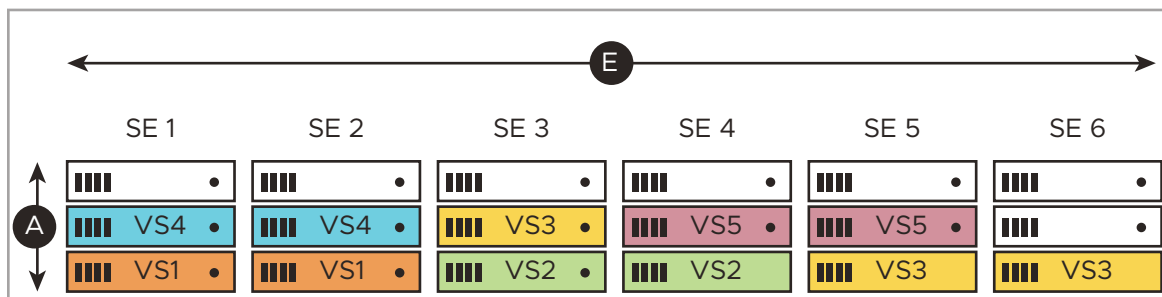 E
SE 1 SE 2 SE 3 SE 4 SE 5 SE 6
A
VS4 VS4 VS3 VS5 VS5
VS1 VS1 VS2 VS2 VS3 VS3